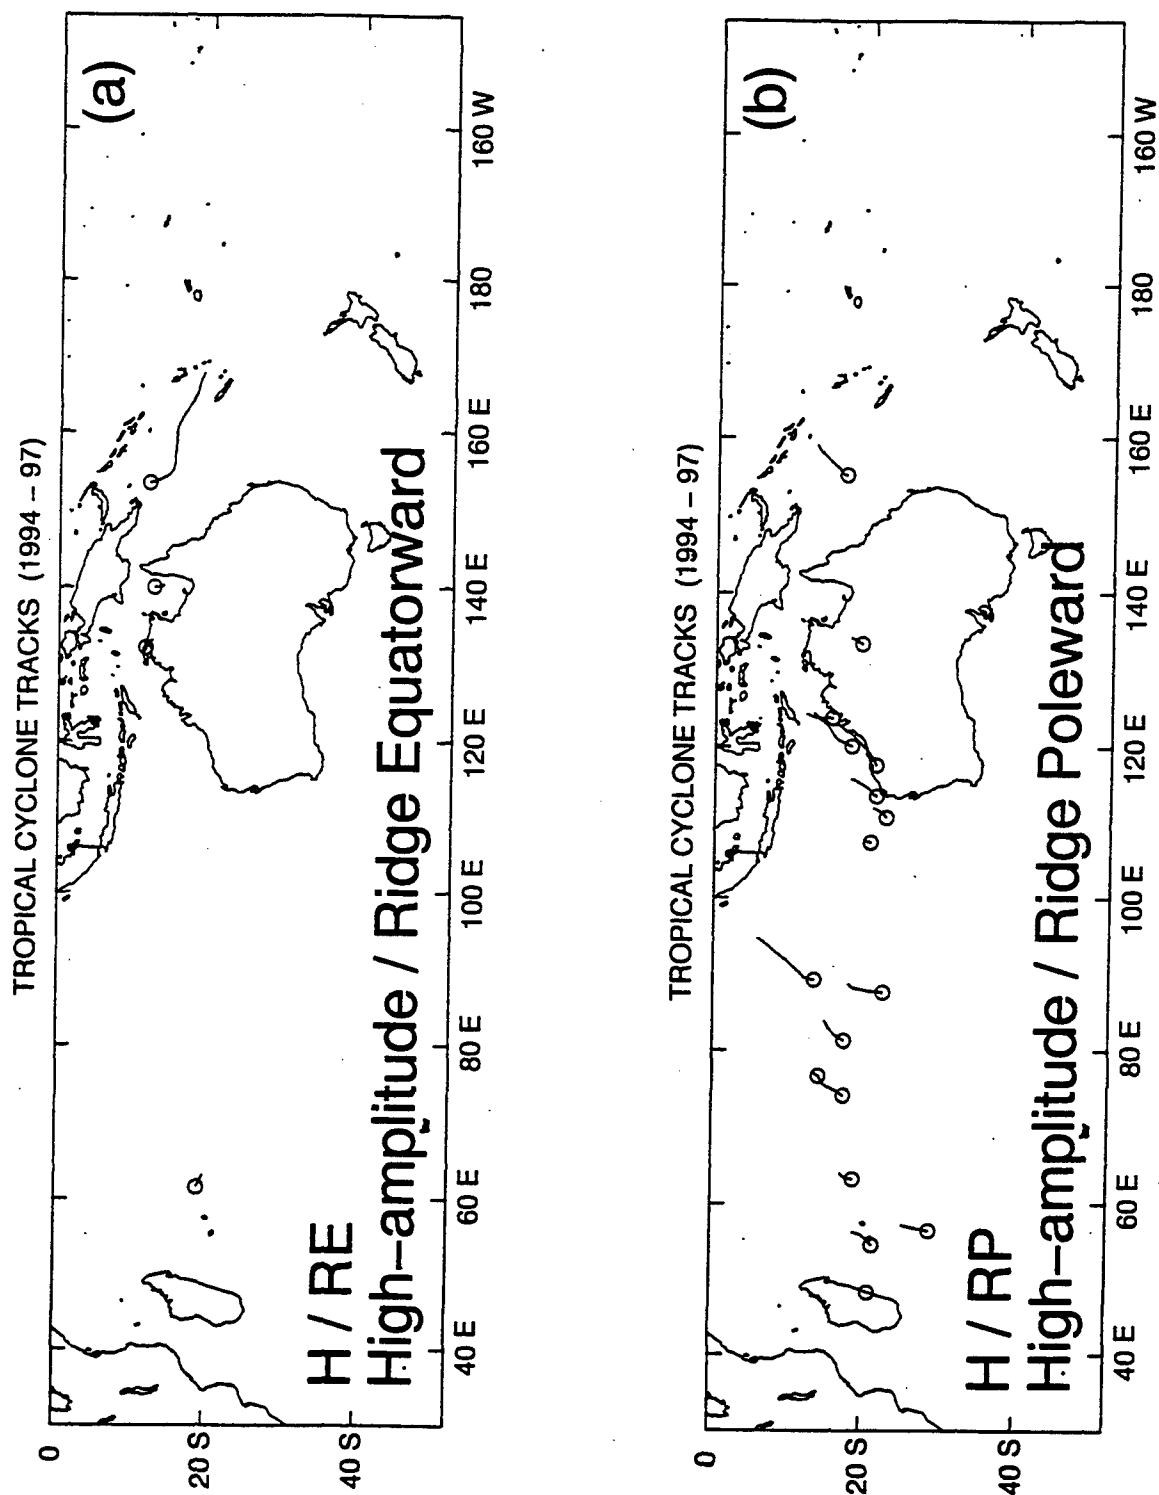 TROPICAL CYCLONE TRACKS (1994 – 97)
(a)
0
20 S
40 S
H / RE
High–amplitude / Ridge Equatorward
40 E
60 E
80 E
100 E
120 E
140 E
160 E
180
160 W
TROPICAL CYCLONE TRACKS (1994 – 97)
(b)
0
20 S
40 S
H / RP
High–amplitude / Ridge Poleward
40 E
60 E
80 E
100 E
120 E
140 E
160 E
180
160 W